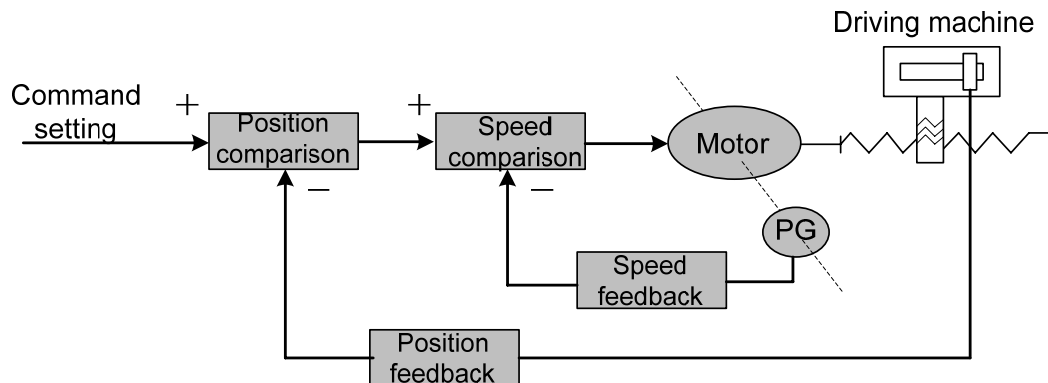 Driving machine
Command
setting
+
Position
comparison
−
+
Speed
comparison
−
Motor
PG
Speed
feedback
Position
feedback